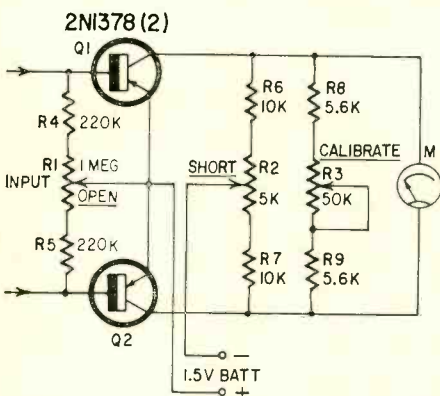 2N1378 (2)
Q1
R4 220K
R1 1 MEG
INPUT
OPEN
R5 220K
Q2
R6
10K
SHORT
R2
5K
R7
10K
R8
5.6K
CALIBRATE
R3
50K
R9
5.6K
M
−
1.5V BATT
+